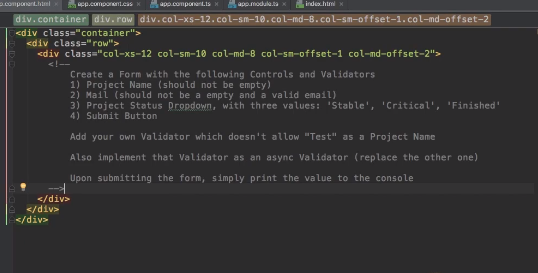 p.component.html
app.component.css
app.component.ts
app.module.ts
index.html
div.container div.row div.col-xs-12.col-sm-10.col-md-8.col-sm-offset-1.col-md-offset-2
<div class="container">
<div class="row">
<div class="col-xs-12 col-sm-10 col-md-8 col-sm-offset-1 col-md-offset-2">
<!--
Create a Form with the following Controls and Validators
1) Project Name (should not be empty)
2) Mail (should not be a empty and a valid email)
3) Project Status Dropdown, with three values: 'Stable', 'Critical', 'Finished'
4) Submit Button
Add your own Validator which doesn't allow "Test" as a Project Name
Also implement that Validator as an async Validator (replace the other one)
Upon submitting the form, simply print the value to the console
-->
</div>
</div>
</div>